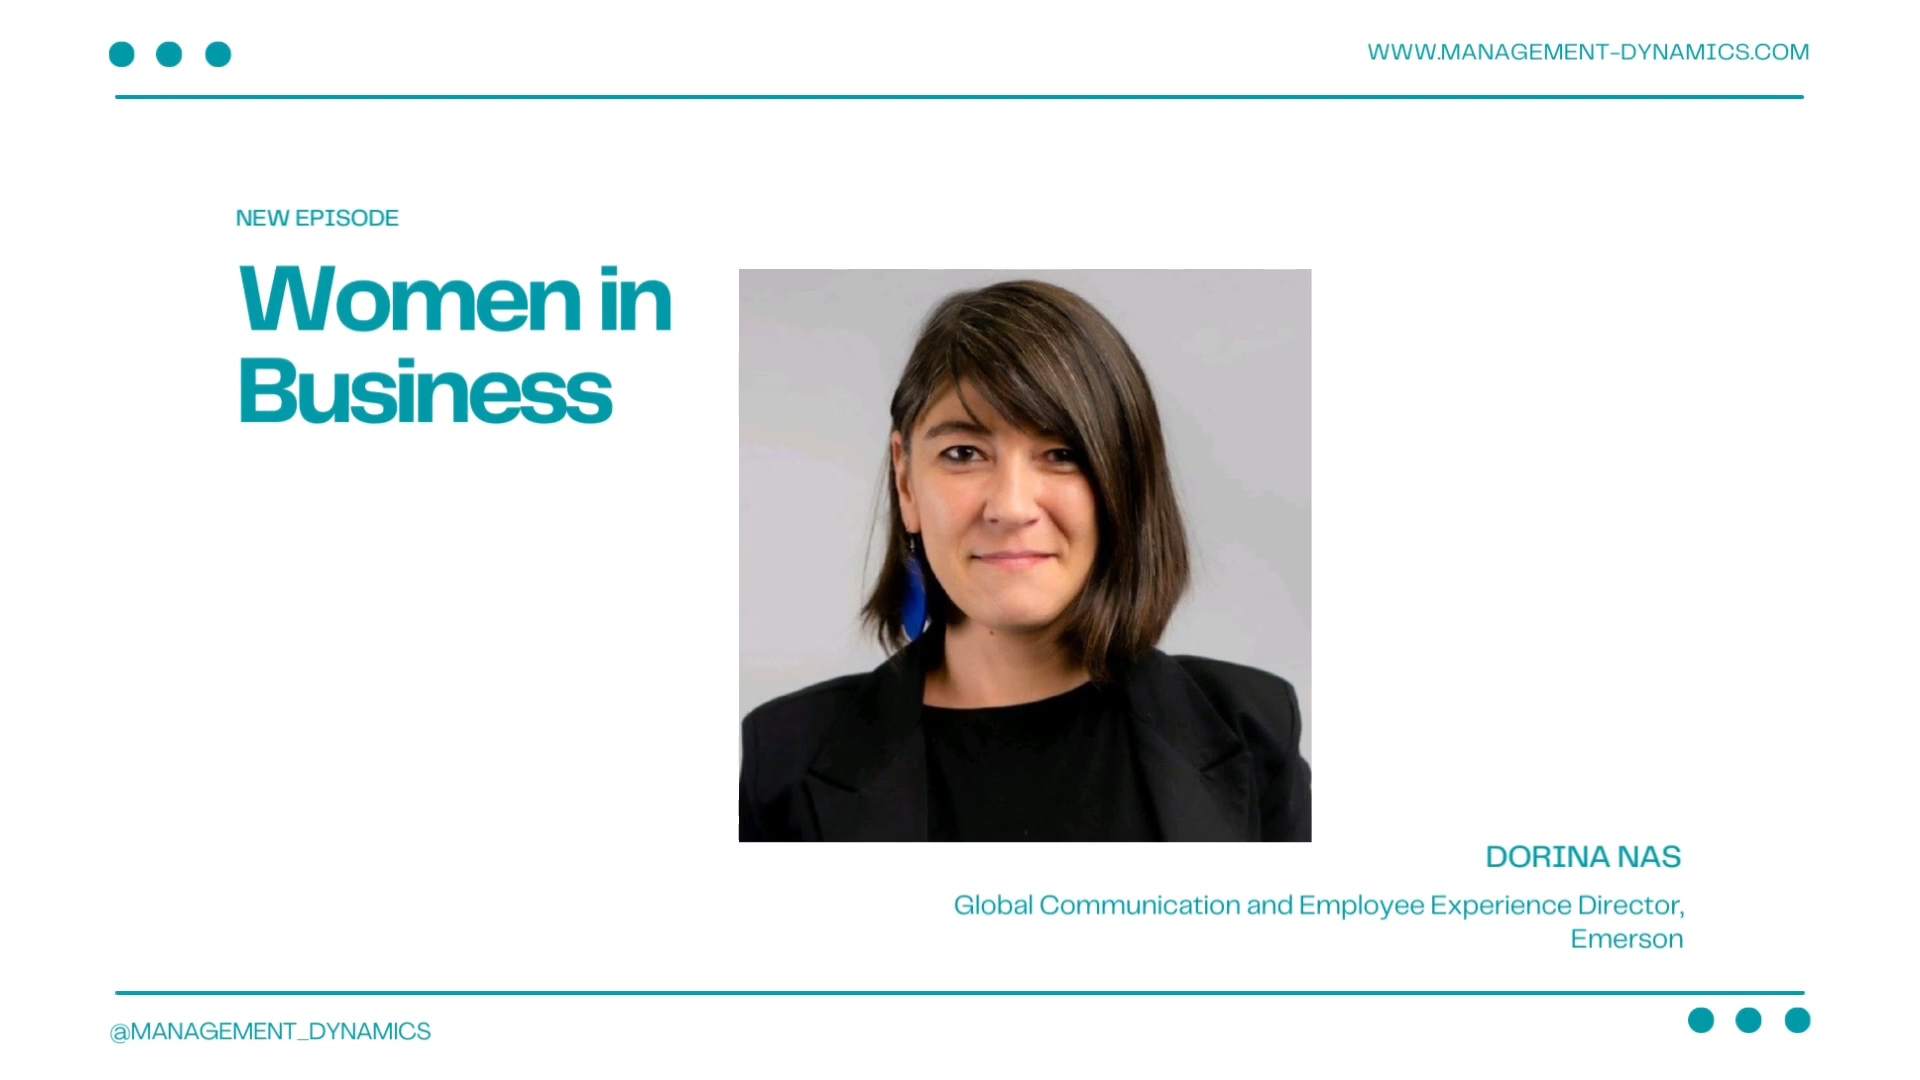 WWW.MANAGEMENT-DYNAMICS.COM
NEW EPISODE
Women in
Business
DORINA NAS
Global Communication and Employee Experience Director,
Emerson
@MANAGEMENT_DYNAMICS